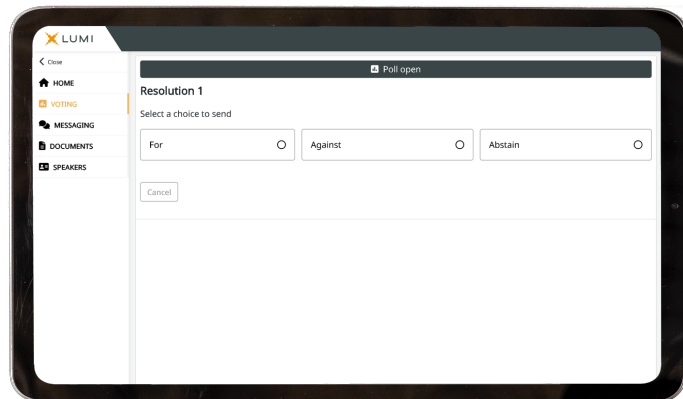 LUMI
Close
HOME
VOTING
MESSAGING
DOCUMENTS
SPEAKERS
Poll open
Resolution 1
Select a choice to send
For
Against
Abstain
Cancel